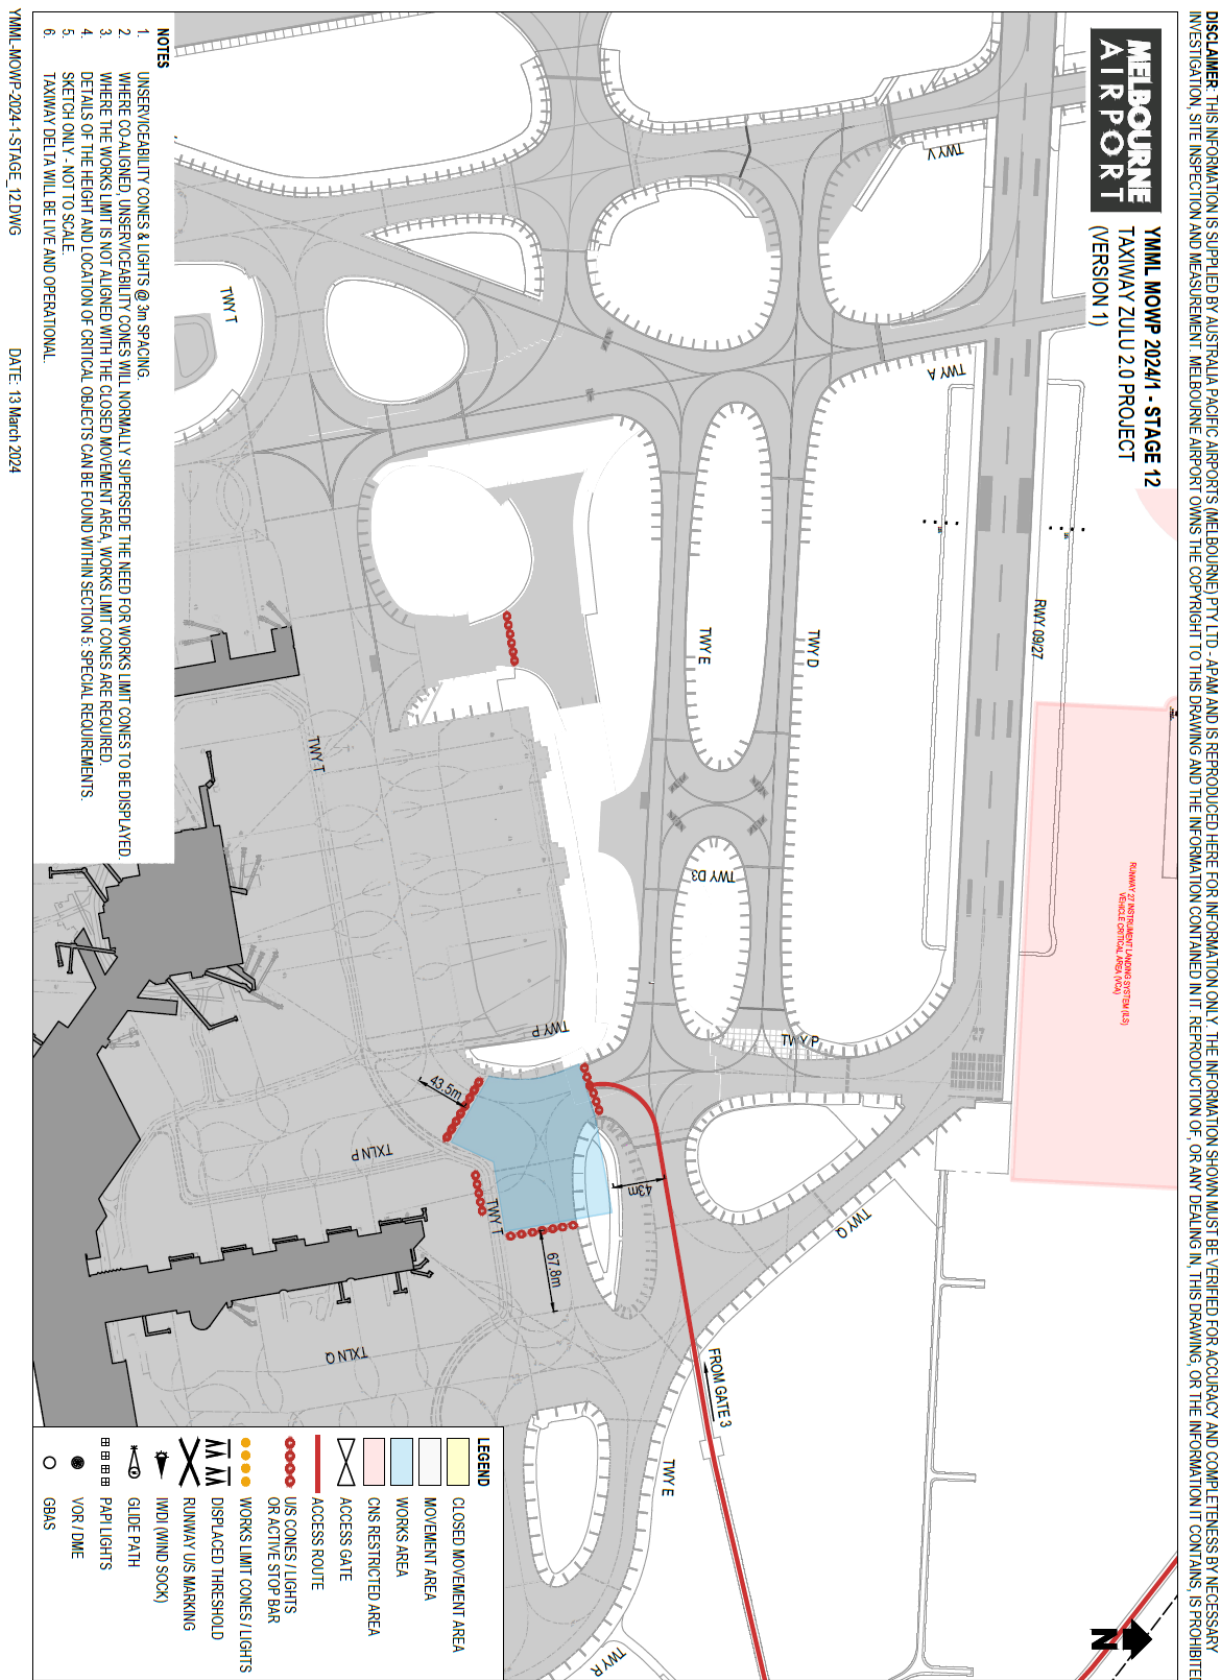 DISCLAIMER: THIS INFORMATION IS SUPPLIED BY AUSTRALIA PACIFIC AIRPORTS (MELBOURNE) PTY LTD - APAM AND IS REPRODUCED HERE FOR INFORMATION ONLY. THE INFORMATION SHOWN MUST BE VERIFIED FOR ACCURACY AND COMPLETENESS BY NECESSARY
INVESTIGATION, SITE INSPECTION AND MEASUREMENT. MELBOURNE AIRPORT OWNS THE COPYRIGHT TO THIS DRAWING AND THE INFORMATION CONTAINED IN IT. REPRODUCTION OF, OR ANY DEALING IN, THIS DRAWING, OR THE INFORMATION IT CONTAINS, IS PROHIBITED
MELBOURNE
AIRPORT
YMML MOWP 2024/1 - STAGE 12
TAXIWAY ZULU 2.0 PROJECT
(VERSION 1)
TWY V
TWY A
RWY 09/27
RUNWAY 27 INSTRUMENT LANDING SYSTEM (ILS)
VEHICLE CRITICAL AREA (VCA)
N
TWY D
TWY E
TWY D3
TWY P
TWY Q
FROM GATE 3
TWY E
TWY R
TWY P
43m
43.5m
67.8m
TWY T
TWY T
TWY T
TXLN P
TXLN Q
NOTES
1. UNSERVICEABILITY CONES & LIGHTS @ 3m SPACING.
2. WHERE CO-ALIGNED, UNSERVICEABILITY CONES WILL NORMALLY SUPERSEDE THE NEED FOR WORKS LIMIT CONES TO BE DISPLAYED.
3. WHERE THE WORKS LIMIT IS NOT ALIGNED WITH THE CLOSED MOVEMENT AREA, WORKS LIMIT CONES ARE REQUIRED.
4. DETAILS OF THE HEIGHT AND LOCATION OF CRITICAL OBJECTS CAN BE FOUND WITHIN SECTION 5: SPECIAL REQUIREMENTS.
5. SKETCH ONLY - NOT TO SCALE.
6. TAXIWAY DELTA WILL BE LIVE AND OPERATIONAL.
LEGEND
CLOSED MOVEMENT AREA
MOVEMENT AREA
WORKS AREA
CNS RESTRICTED AREA
ACCESS GATE
ACCESS ROUTE
U/S CONES / LIGHTS
OR ACTIVE STOP BAR
WORKS LIMIT CONES / LIGHTS
DISPLACED THRESHOLD
RUNWAY U/S MARKING
IWDI (WIND SOCK)
GLIDE PATH
PAPI LIGHTS
VOR / DME
GBAS
YMML-MOWP-2024-1-STAGE_12.DWG
DATE: 13 March 2024